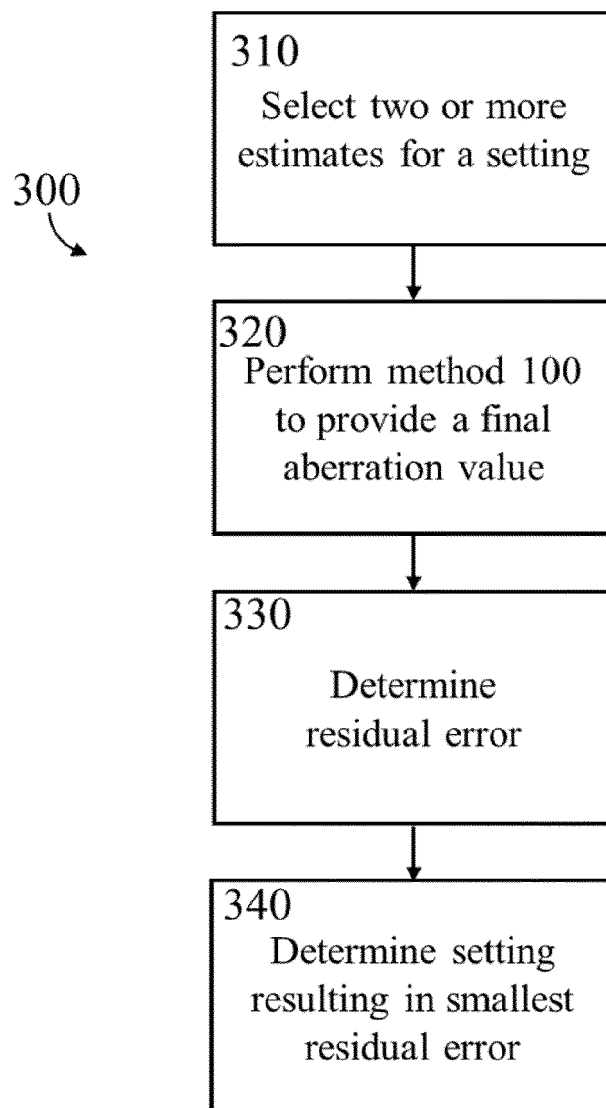 310
Select two or more
estimates for a setting
300
320
Perform method 100
to provide a final
aberration value
330
Determine
residual error
340
Determine setting
resulting in smallest
residual error